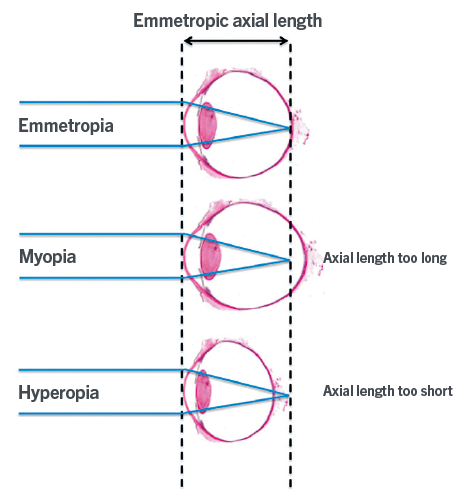 Emmetropic axial length
Emmetropia
Myopia
Axial length too long
Hyperopia
Axial length too short